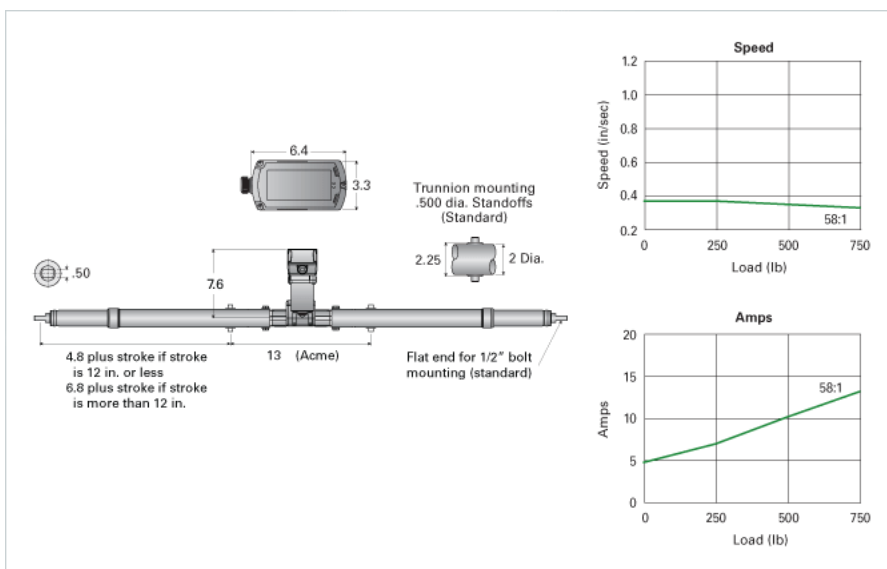 6.4
3.3
Trunnion mounting
.500 dia. Standoffs
(Standard)
2.25
2 Dia.
.50
7.6
4.8 plus stroke if stroke
is 12 in. or less
6.8 plus stroke if stroke
is more than 12 in.
13 (Acme)
Flat end for 1/2" bolt
mounting (standard)
Speed
Speed (in/sec)
1.2
1.0
0.8
0.6
0.4
0.2
58:1
0 250 500 750
Load (lb)
Amps
Amps
20
15
10
5
0
58:1
0 250 500 750
Load (lb)